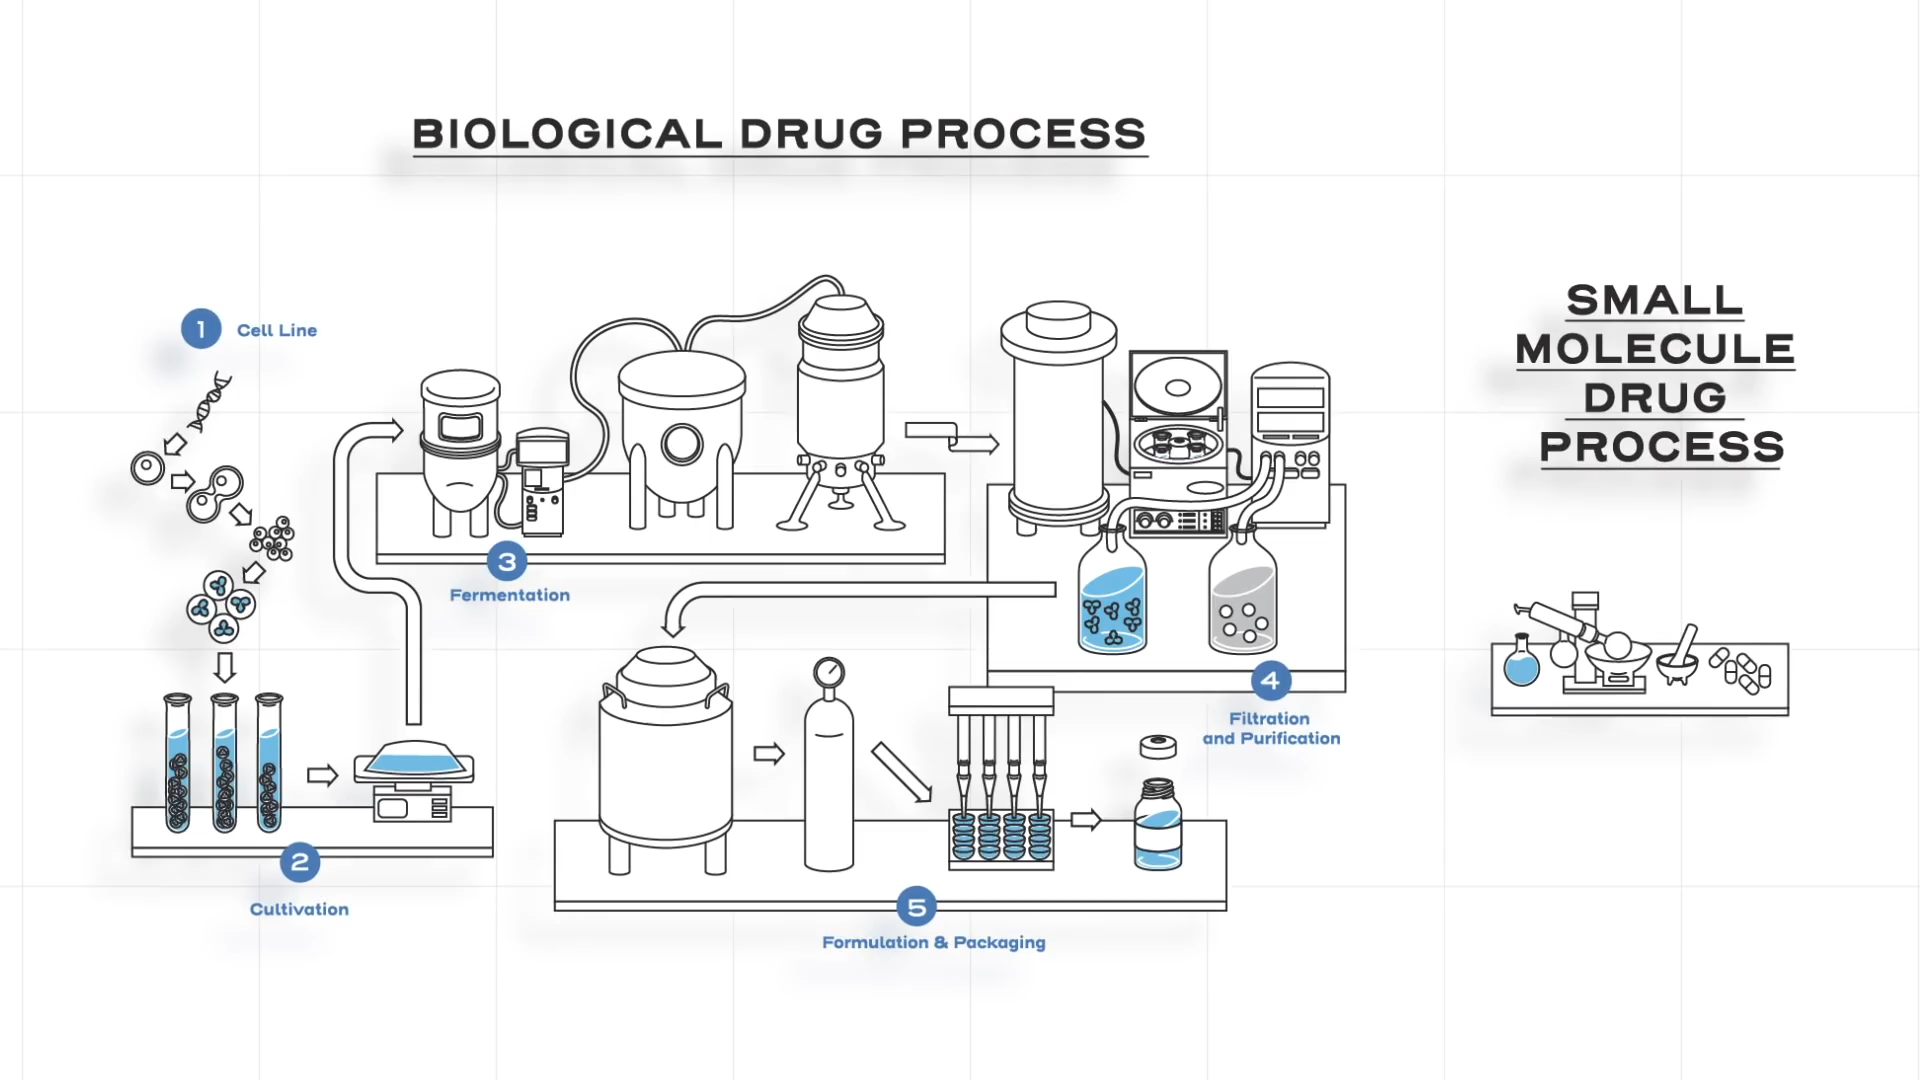 BIOLOGICAL DRUG PROCESS
1 Cell Line
SMALL
MOLECULE
DRUG
PROCESS
3
Fermentation
4
Filtration
and Purification
2
Cultivation
5
Formulation & Packaging